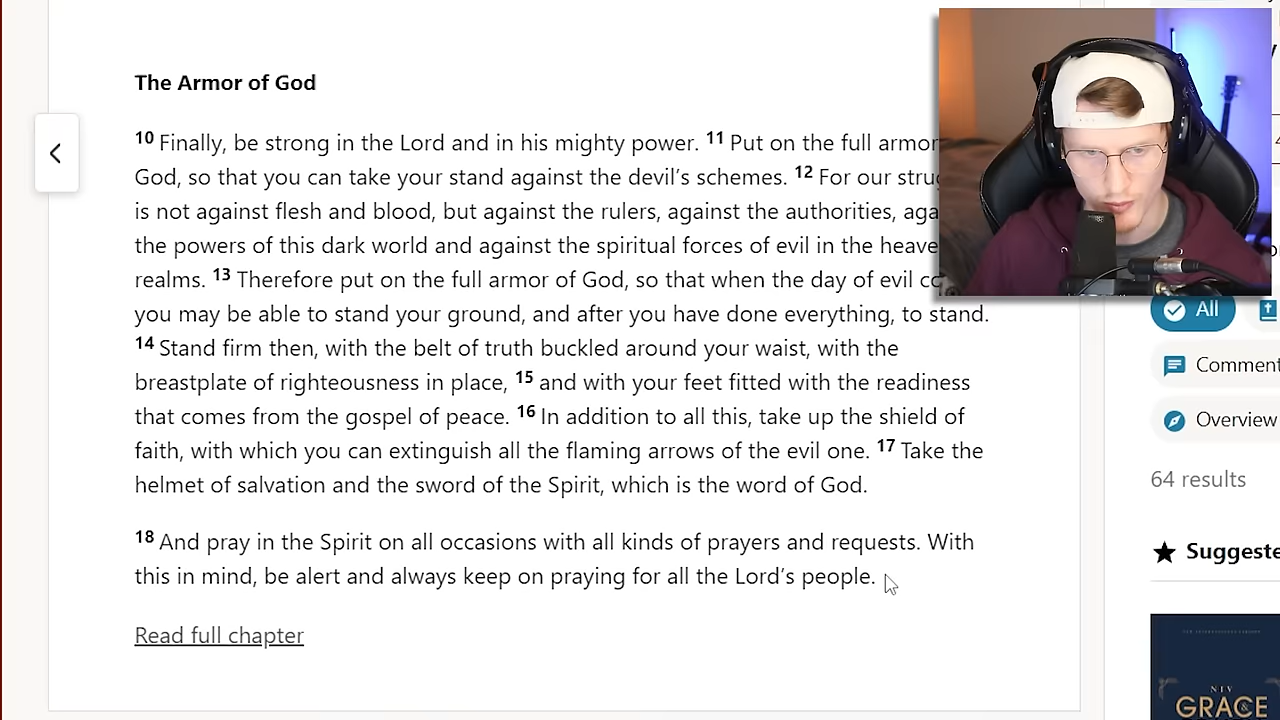 The Armor of God
10 Finally, be strong in the Lord and in his mighty power. 11 Put on the full armor
God, so that you can take your stand against the devil’s schemes. 12 For our
is not against flesh and blood, but against the rulers, against the authorities,
the powers of this dark world and against the spiritual forces of evil in the
realms. 13 Therefore put on the full armor of God, so that when the day of evil
you may be able to stand your ground, and after you have done everything, to stand.
14 Stand firm then, with the belt of truth buckled around your waist, with the
breastplate of righteousness in place, 15 and with your feet fitted with the readiness
that comes from the gospel of peace. 16 In addition to all this, take up the shield of
faith, with which you can extinguish all the flaming arrows of the evil one. 17 Take the
helmet of salvation and the sword of the Spirit, which is the word of God.
18 And pray in the Spirit on all occasions with all kinds of prayers and requests. With
this in mind, be alert and always keep on praying for all the Lord’s people.
Read full chapter
All
Comment
Overview
64 results
Suggeste
NIV
GRACE